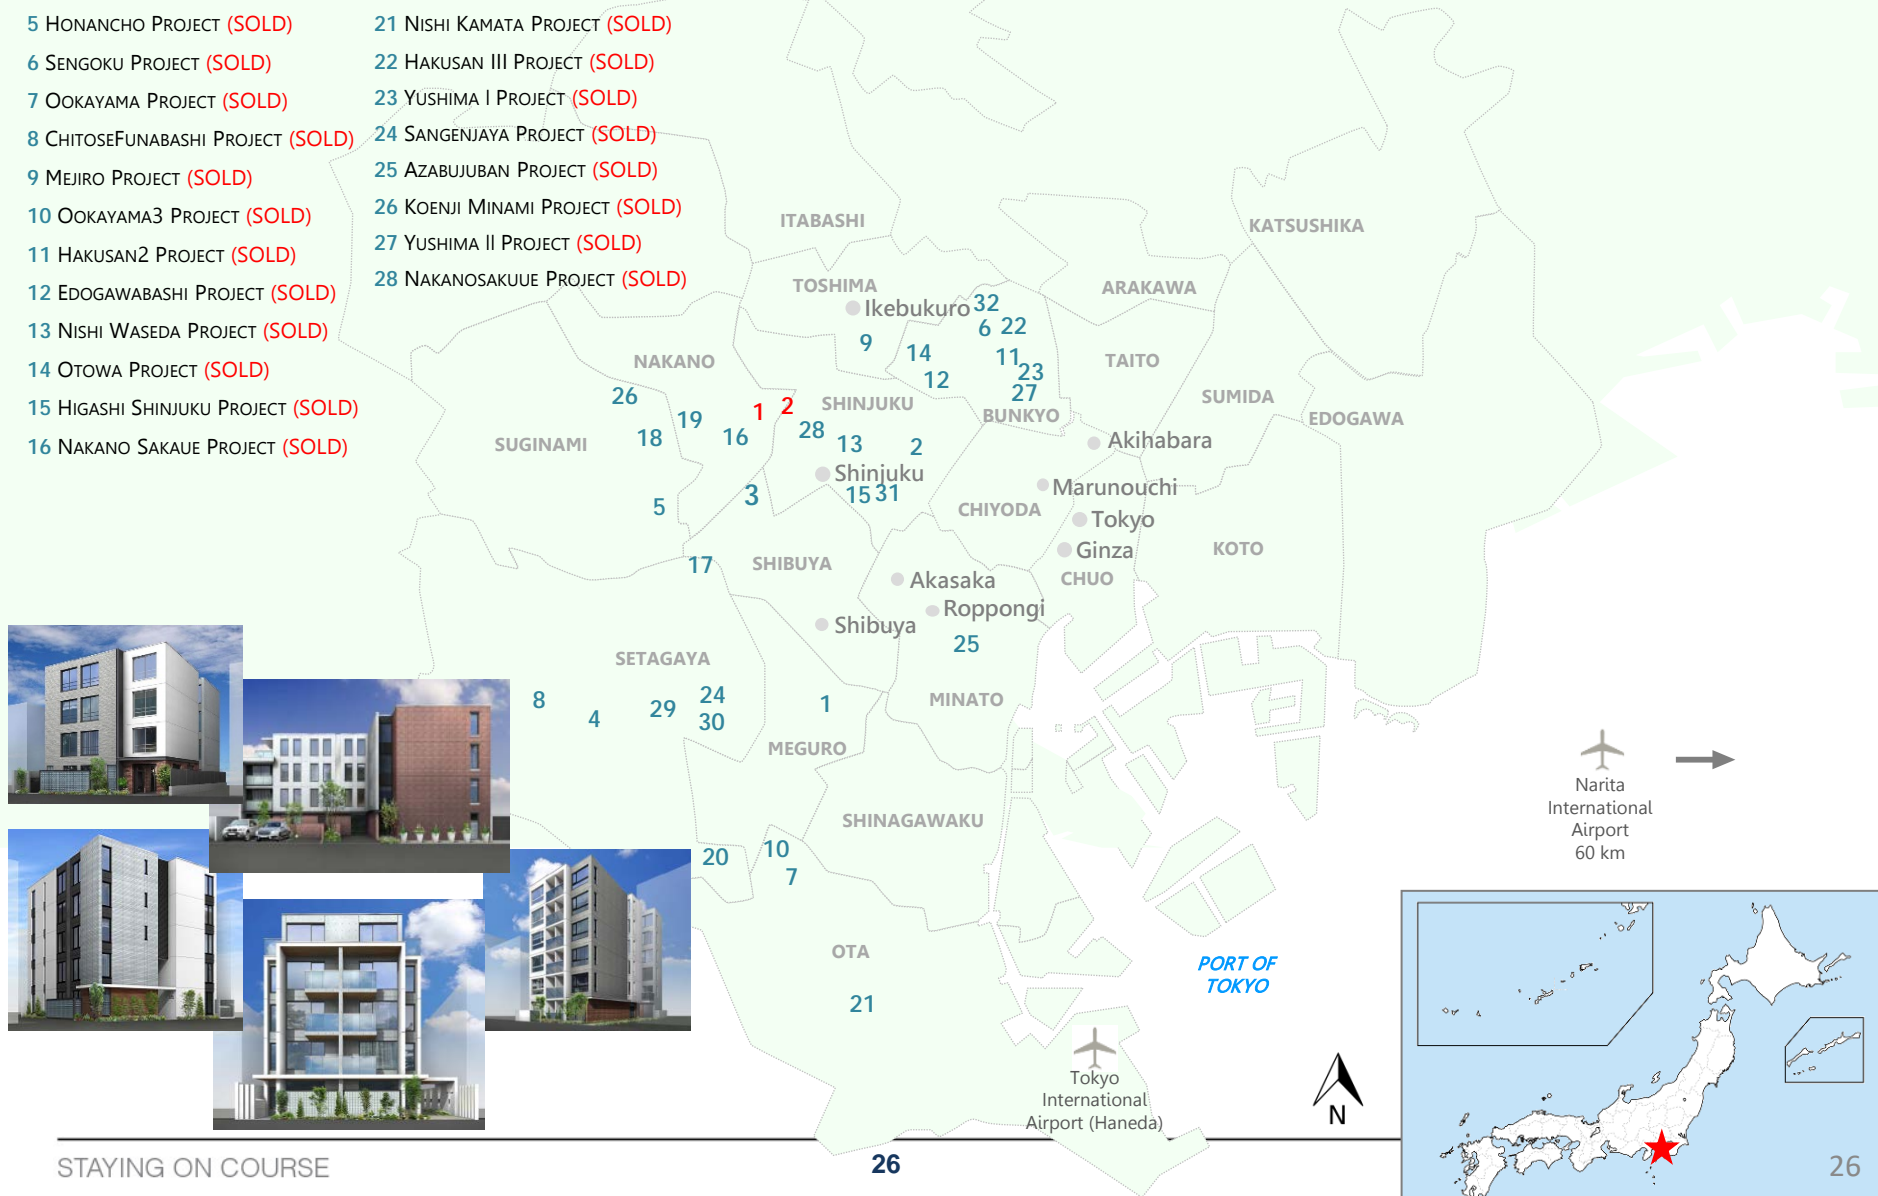 5 Honancho Project (SOLD)
6 Sengoku Project (SOLD)
7 Ookayama Project (SOLD)
8 ChitoseFunabashi Project (SOLD)
9 Mejiro Project (SOLD)
10 Ookayama3 Project (SOLD)
11 Hakusan2 Project (SOLD)
12 Edogawabashi Project (SOLD)
13 Nishi Waseda Project (SOLD)
14 Otowa Project (SOLD)
15 Higashi Shinjuku Project (SOLD)
16 Nakano Sakaue Project (SOLD)
21 Nishi Kamata Project (SOLD)
22 Hakusan III Project (SOLD)
23 Yushima I Project (SOLD)
24 Sangenjaya Project (SOLD)
25 Azabujuban Project (SOLD)
26 Koenji Minami Project (SOLD)
27 Yushima II Project (SOLD)
28 Nakanosakuue Project (SOLD)
ITABASHI
KATSUSHIKA
TOSHIMA
ARAKAWA
Ikebukuro
32
6
22
9
14
11
NAKANO
TAITO
23
12
27
26
SUMIDA
1
2
SHINJUKU
BUNKYO
EDOGAWA
19
18
16
28
13
2
SUGINAMI
Akihabara
Shinjuku
Marunouchi
3
15
31
5
CHIYODA
Tokyo
KOTO
Ginza
17
SHIBUYA
CHUO
Akasaka
Roppongi
Shibuya
25
SETAGAYA
8
4
29
24
30
1
MINATO
MEGURO
Narita
International
Airport
60 km
SHINAGAWAKU
20
10
7
OTA
PORT OF
TOKYO
21
Tokyo
International
Airport (Haneda)
N
STAYING ON COURSE
26
26